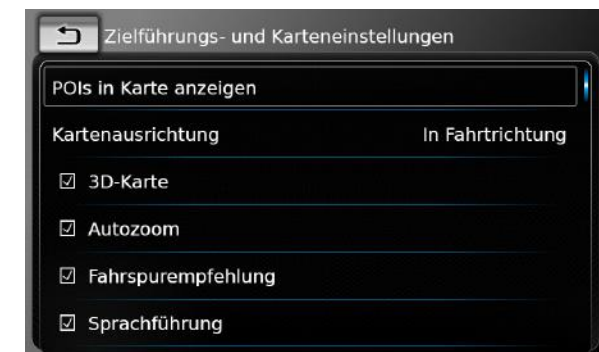 Zielführungs- und Karteneinstellungen
POIs in Karte anzeigen
Kartenausrichtung In Fahrtrichtung
3D-Karte
Autozoom
Fahrspurempfehlung
Sprachführung